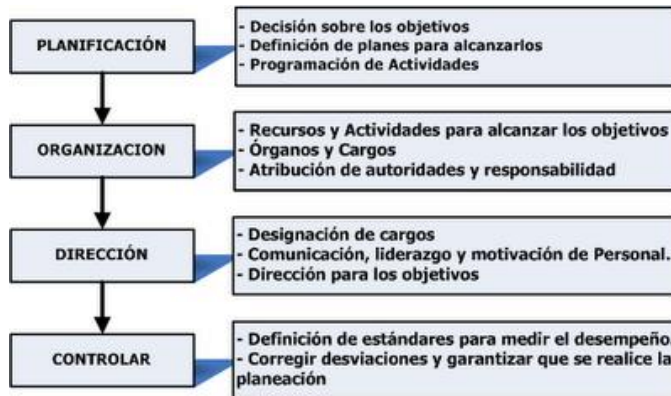 PLANIFICACIÓN
- Decisión sobre los objetivos
- Definición de planes para alcanzarlos
- Programación de Actividades
ORGANIZACION
- Recursos y Actividades para alcanzar los objetivos
- Órganos y Cargos
- Atribución de autoridades y responsabilidad
DIRECCIÓN
- Designación de cargos
- Comunicación, liderazgo y motivación de Personal.
- Dirección para los objetivos
CONTROLAR
- Definición de estándares para medir el desempeño.
- Corregir desviaciones y garantizar que se realice la
planeación